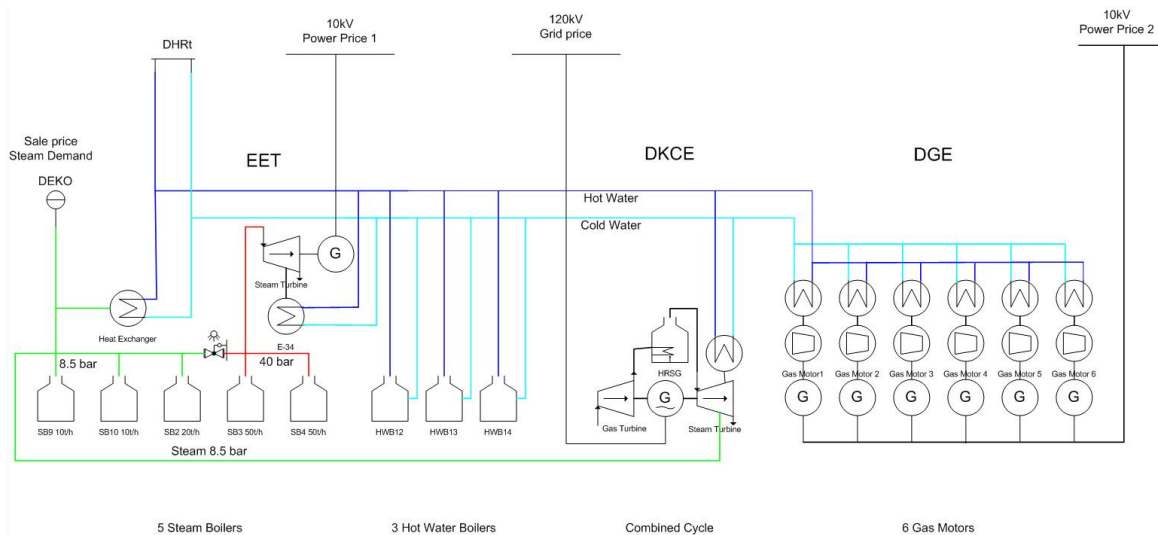 10kV
Power Price 1
120kV
Grid price
10kV
Power Price 2
DHRt
Sale price
Steam Demand
DEKO
EET
DKCE
DGE
Hot Water
Cold Water
G
Steam Turbine
Heat Exchanger
E-34
8.5 bar
40 bar
HRSG
Gas Motor1
Gas Motor 2
Gas Motor 3
Gas Motor 4
Gas Motor 5
Gas Motor 6
G
G
G
G
G
G
G
Gas Turbine
Steam Turbine
SB9 10t/h
SB10 10t/h
SB2 20t/h
SB3 50t/h
SB4 50t/h
HWB12
HWB13
HWB14
Steam 8.5 bar
5 Steam Boilers
3 Hot Water Boilers
Combined Cycle
6 Gas Motors